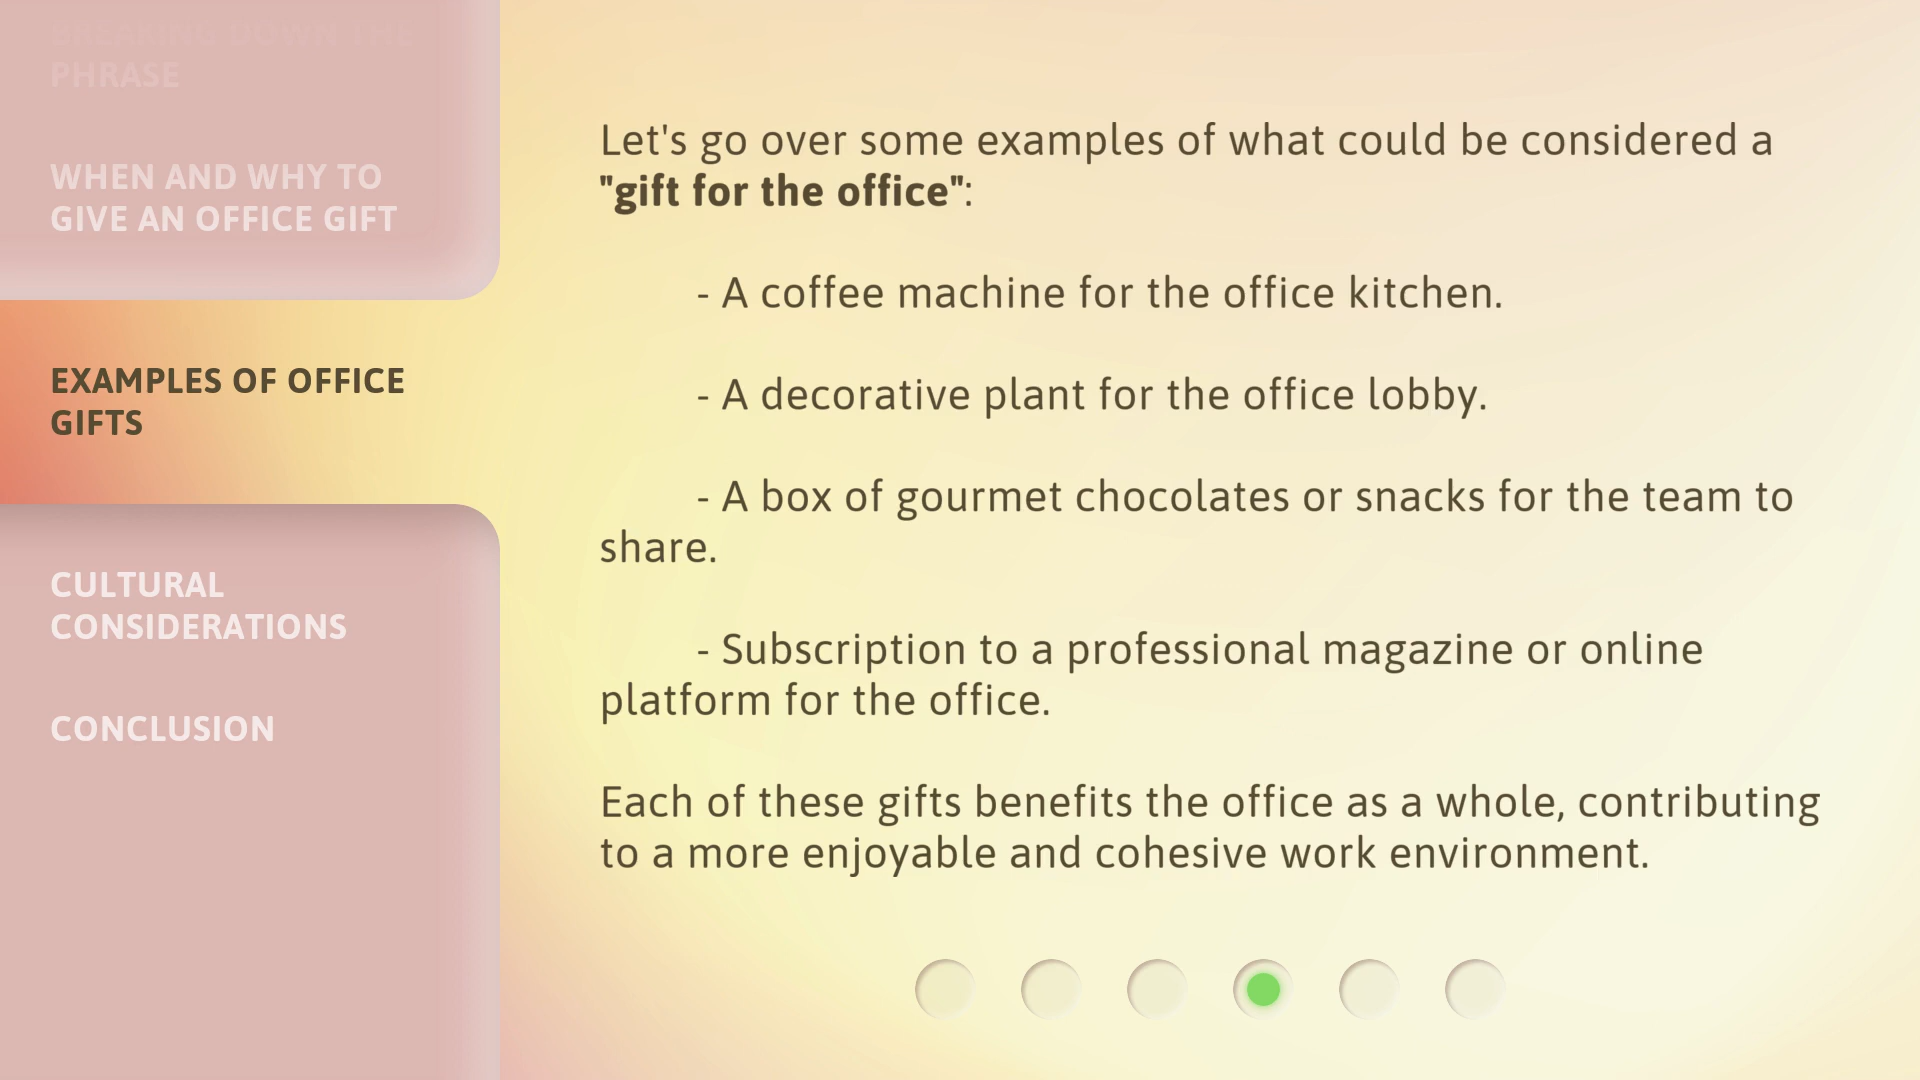 BREAKING DOWN THE
PHRASE
WHEN AND WHY TO
GIVE AN OFFICE GIFT
EXAMPLES OF OFFICE
GIFTS
CULTURAL
CONSIDERATIONS
CONCLUSION
Let's go over some examples of what could be considered a
"gift for the office":
- A coffee machine for the office kitchen.
- A decorative plant for the office lobby.
- A box of gourmet chocolates or snacks for the team to
share.
- Subscription to a professional magazine or online
platform for the office.
Each of these gifts benefits the office as a whole, contributing
to a more enjoyable and cohesive work environment.